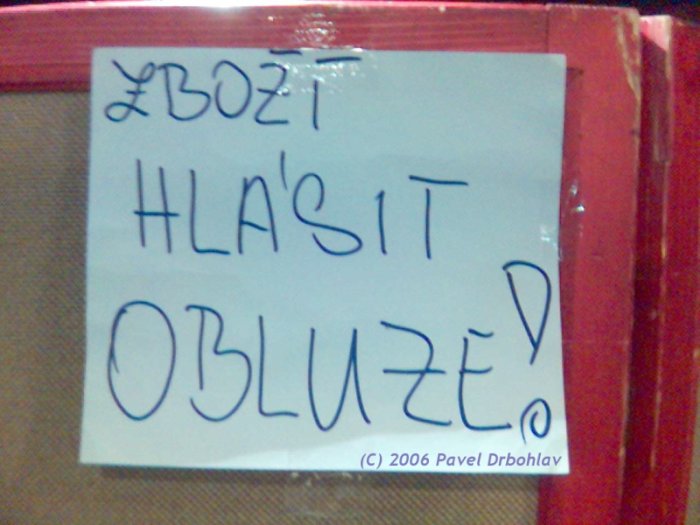 ZBOŽÍ
HLÁSIT
OBLUZE!
(C) 2006 Pavel Drbohlav